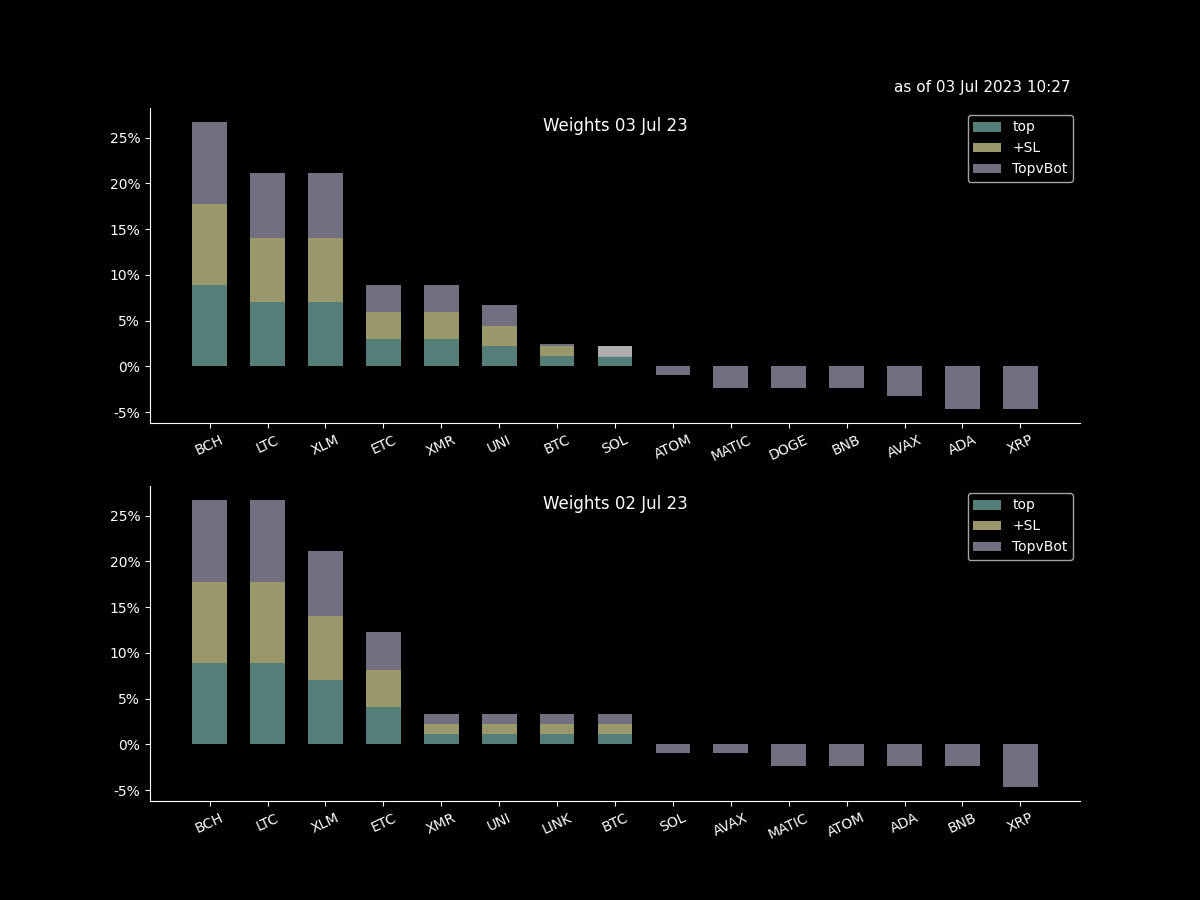 as of 03 Jul 2023 10:27
Weights 03 Jul 23
top
+SL
TopvBot
25%
20%
15%
10%
5%
0%
-5%
BCH LTC XLM ETC XMR UNI BTC SOL ATOM MATIC DOGE BNB AVAX ADA XRP
Weights 02 Jul 23
top
+SL
TopvBot
25%
20%
15%
10%
5%
0%
-5%
BCH LTC XLM ETC XMR UNI LINK BTC SOL AVAX MATIC ATOM ADA BNB XRP